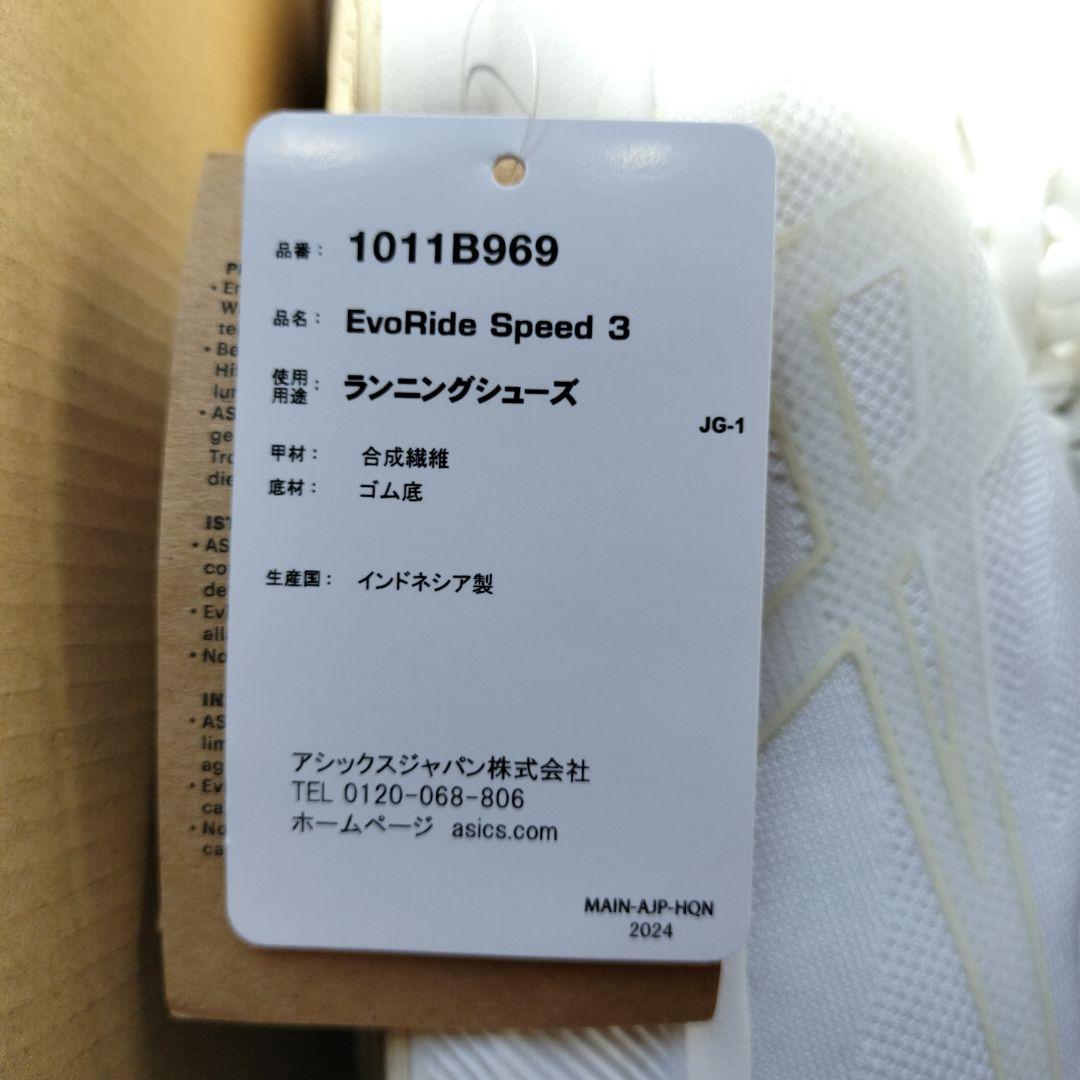 品番： 1011B969
品名： EvoRide Speed 3
使用
用途： ランニングシューズ
JG-1
甲材： 合成繊維
底材： ゴム底
生産国： インドネシア製
アシックスジャパン株式会社
TEL 0120-068-806
ホームページ asics.com
MAIN-AJP-HQN
2024